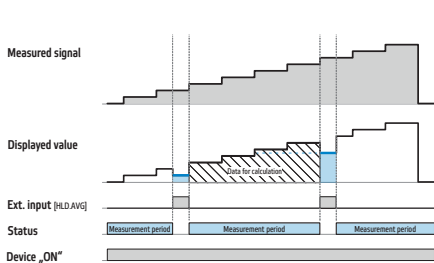 Measured signal
Displayed value
Data for calculation
Ext. input [HLD.AVG]
Status
Measurement period Measurement period Measurement period
Device „ON“